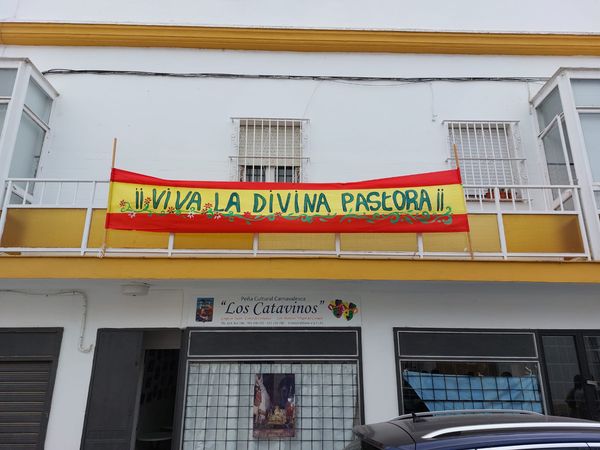 ¡¡VIVA LA DIVINA PASTORA¡¡
Peña Cultural Carnavalesca
"Los Catavinos"